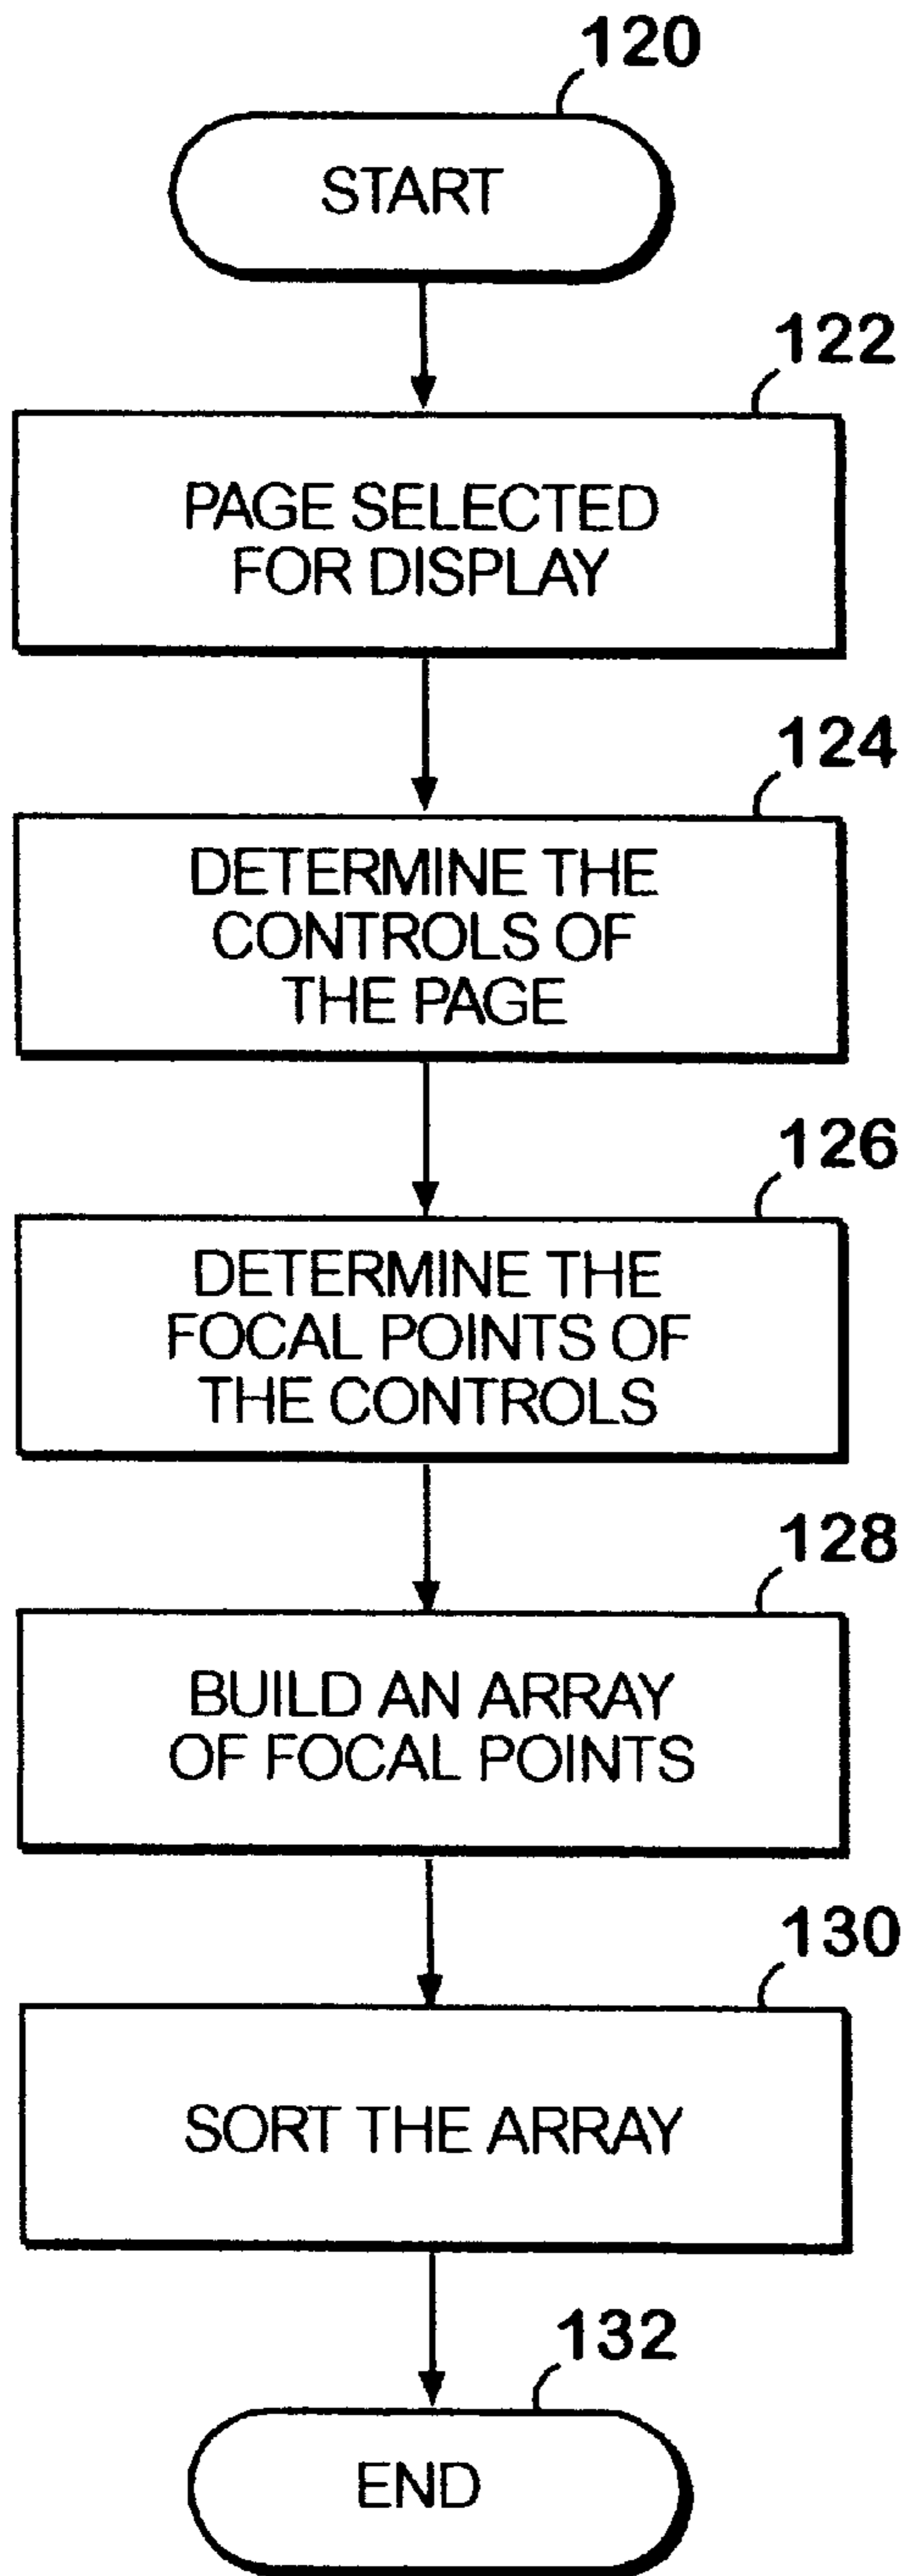 120
START
122
PAGE SELECTED
FOR DISPLAY
124
DETERMINE THE
CONTROLS OF
THE PAGE
126
DETERMINE THE
FOCAL POINTS OF
THE CONTROLS
128
BUILD AN ARRAY
OF FOCAL POINTS
130
SORT THE ARRAY
132
END